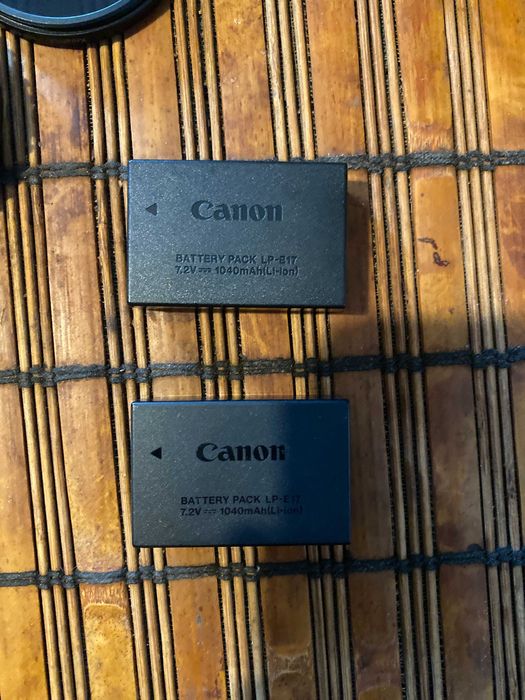 Canon
BATTERY PACK LP-E17
7.2V ⎓ 1040mAh(Li-ion)
Canon
BATTERY PACK LP-E17
7.2V ⎓ 1040mAh(Li-ion)